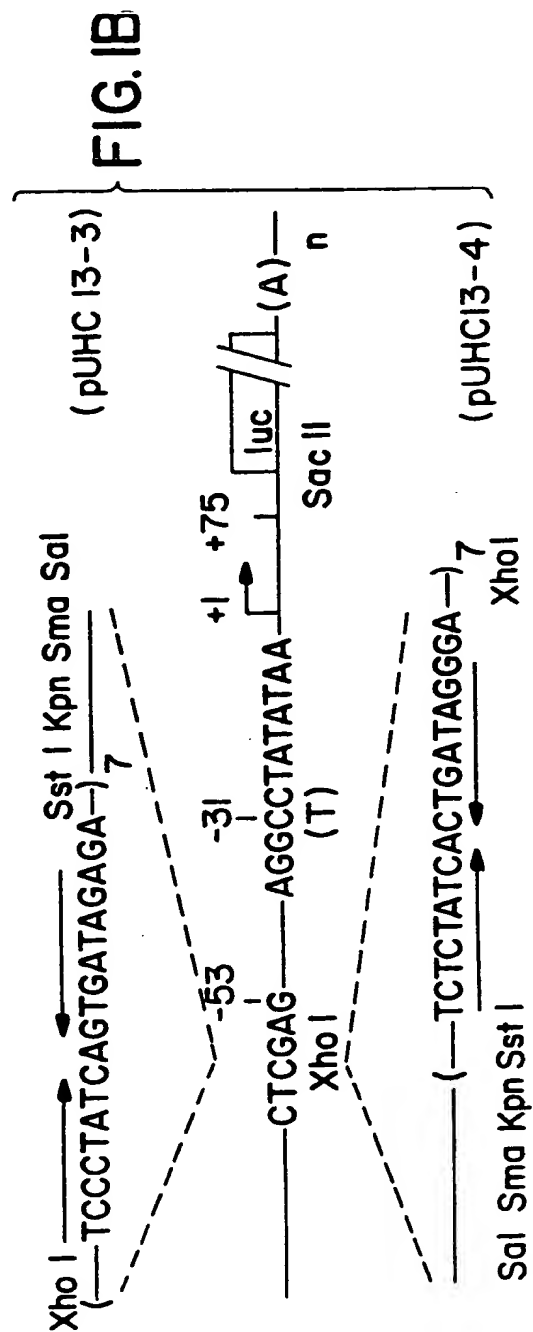 FIG. 1B
(pUHC 13-3)
Xho I
Sst I Kpn Sma Sal
(—TCCCTATCAGTGATAGAGA—)7
-53
-31
+1
+75
CTCGAG
AGGCCTATATAA
luc
(A)
n
Xho I
(T)
Sac II
(—TCTCTATCACTGATAGGGA—)7
Sal Sma Kpn Sst I
Xho I
(pUHC13-4)